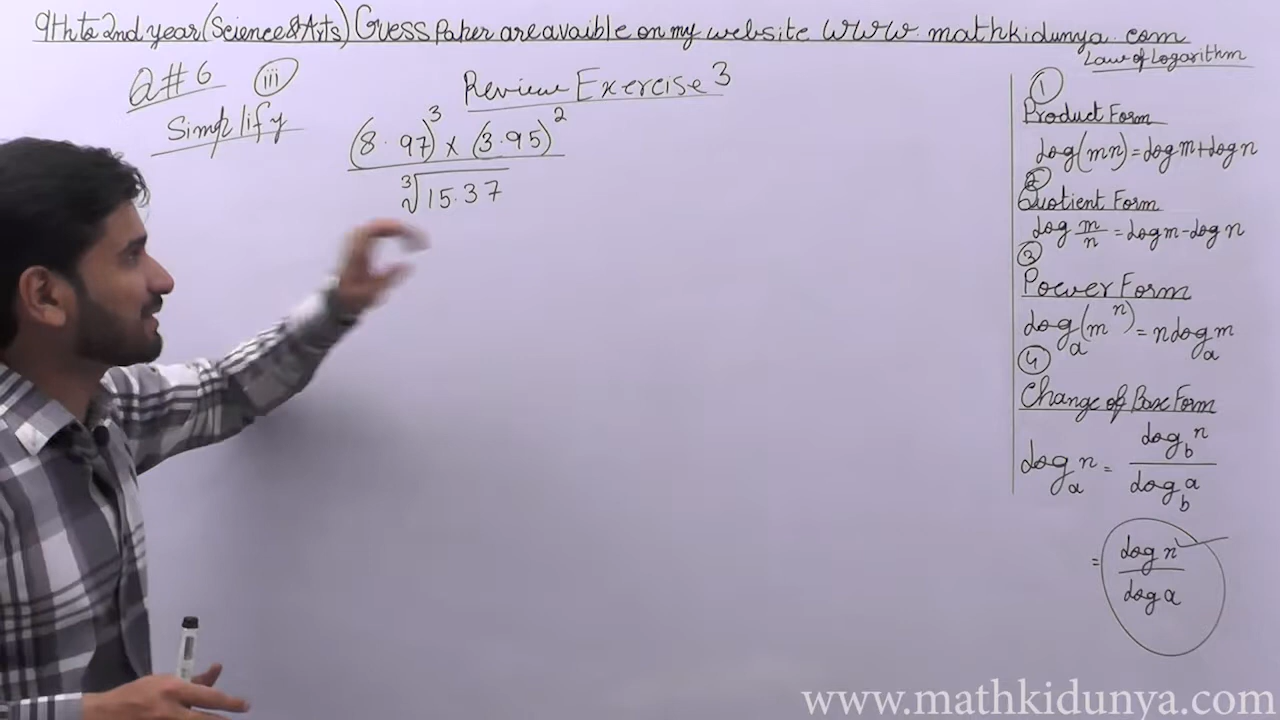 9th to 2nd year (Science & Arts) Guess Paper are avaible on my website www.mathkidunya.com
Q#6 iii
Simplify
Review Exercise 3
(8.97)^3 × (3.95)^2
∛15.37
Law of Logarithm
1
Product Form
Log(mn) = Log m + Log n
2
Quotient Form
Log m/n = Log m - Log n
3
Power Form
Log_a(m^n) = n Log_a m
4
Change of Base Form
Log_a n = Log_b n / Log_b a
= Log n / Log a
www.mathkidunya.com